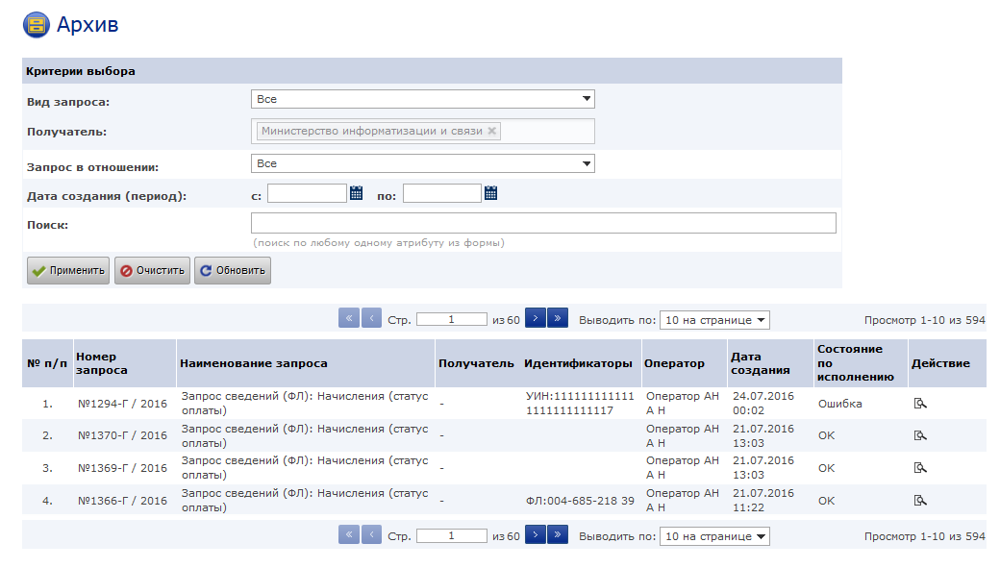 Архив
Критерии выбора
Вид запроса: Все
Получатель: Министерство информатизации и связи
Запрос в отношении: Все
Дата создания (период): с: по:
Поиск:
(поиск по любому одному атрибуту из формы)
Применить Очистить Обновить
« ‹ Стр. 1 из 60 › » Выводить по: 10 на странице Просмотр 1-10 из 594
№ п/п Номер запроса Наименование запроса Получатель Идентификаторы Оператор Дата создания Состояние по исполнению Действие
1. №1294-Г / 2016 Запрос сведений (ФЛ): Начисления (статус - УИН:111111111111 Оператор АН 24.07.2016 Ошибка
оплаты) 1111111111117 А Н 00:02
2. №1370-Г / 2016 Запрос сведений (ФЛ): Начисления (статус - Оператор АН 21.07.2016 OK
оплаты) А Н 13:03
3. №1369-Г / 2016 Запрос сведений (ФЛ): Начисления (статус - Оператор АН 21.07.2016 OK
оплаты) А Н 13:03
4. №1366-Г / 2016 Запрос сведений (ФЛ): Начисления (статус - ФЛ:004-685-218 39 Оператор АН 21.07.2016 OK
оплаты) А Н 11:22
« ‹ Стр. 1 из 60 › » Выводить по: 10 на странице Просмотр 1-10 из 594